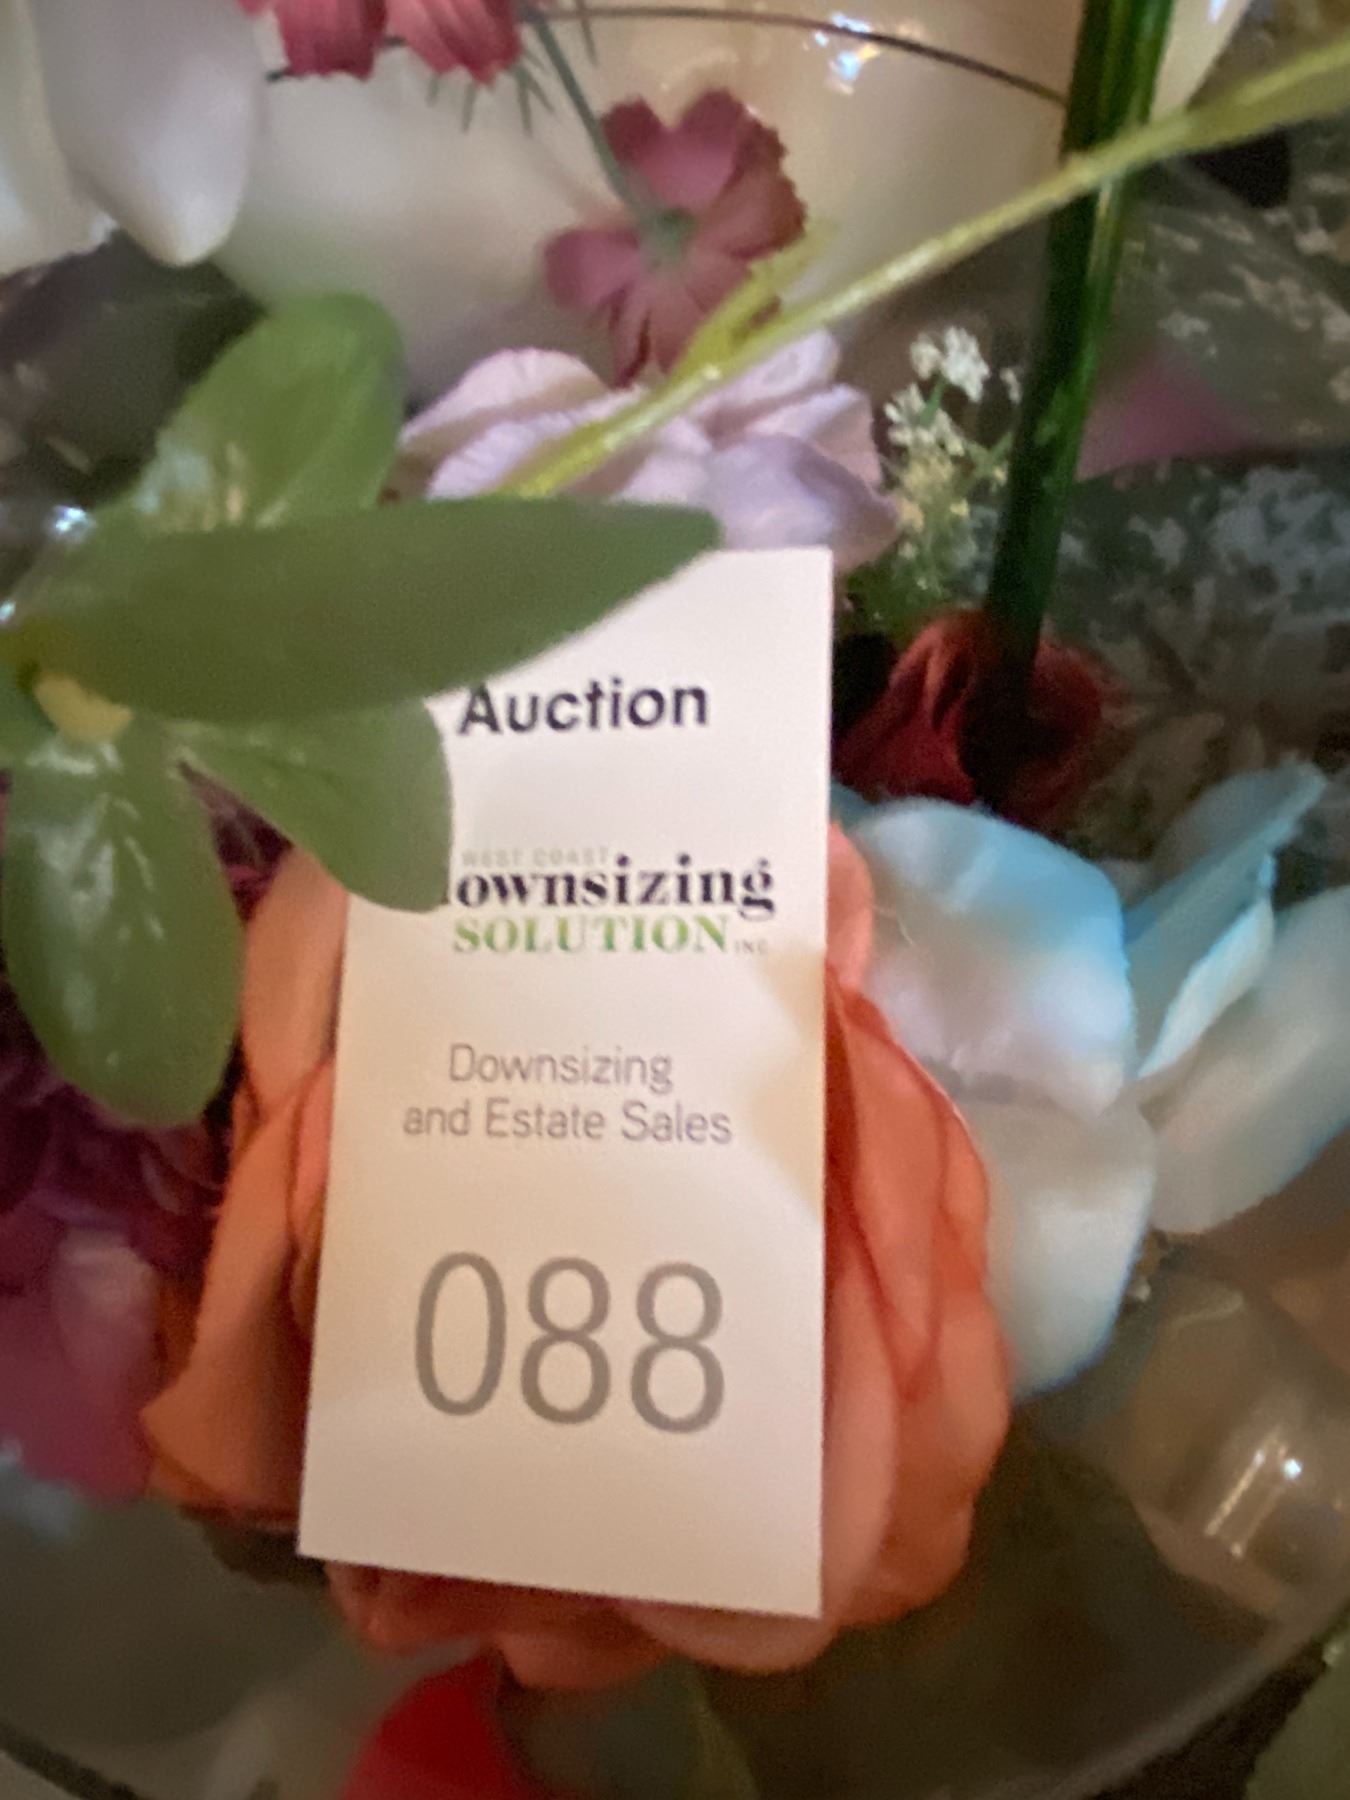 Auction
WEST COAST
ownsizing
SOLUTION INC
Downsizing
and Estate Sales
088